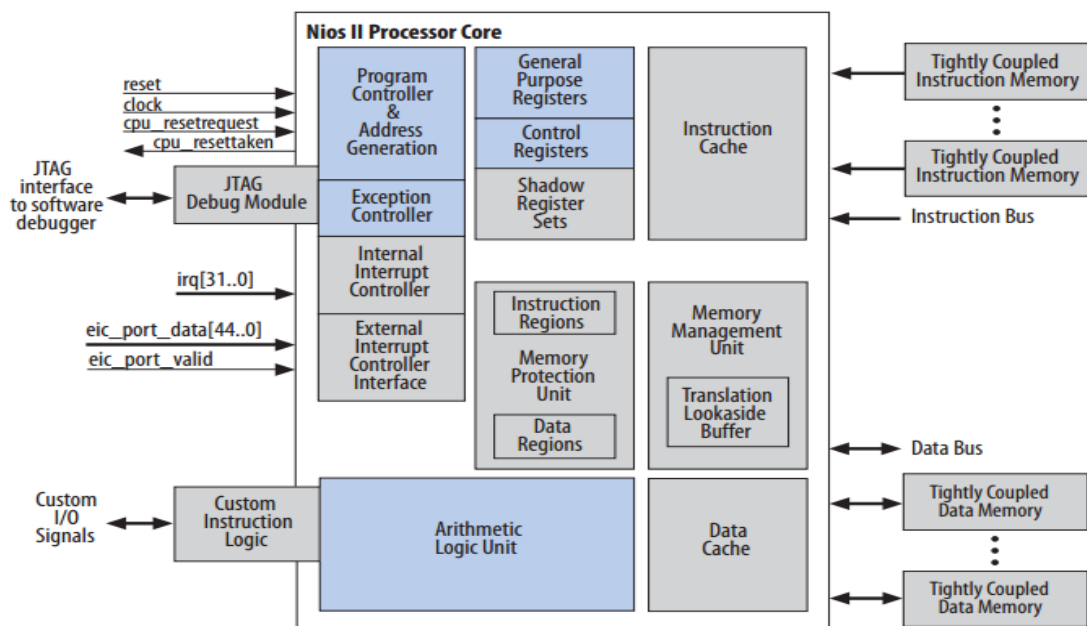 Nios II Processor Core
reset
clock
cpu_resetrequest
cpu_resettaken
JTAG
interface
to software
debugger
JTAG
Debug Module
irq[31..0]
eic_port_data[44..0]
eic_port_valid
Custom
I/O
Signals
Custom
Instruction
Logic
Program
Controller
&
Address
Generation
Exception
Controller
Internal
Interrupt
Controller
External
Interrupt
Controller
Interface
General
Purpose
Registers
Control
Registers
Shadow
Register
Sets
Instruction
Cache
Instruction
Regions
Memory
Protection
Unit
Data
Regions
Memory
Management
Unit
Translation
Lookaside
Buffer
Arithmetic
Logic Unit
Data
Cache
Tightly Coupled
Instruction Memory
Tightly Coupled
Instruction Memory
Instruction Bus
Data Bus
Tightly Coupled
Data Memory
Tightly Coupled
Data Memory